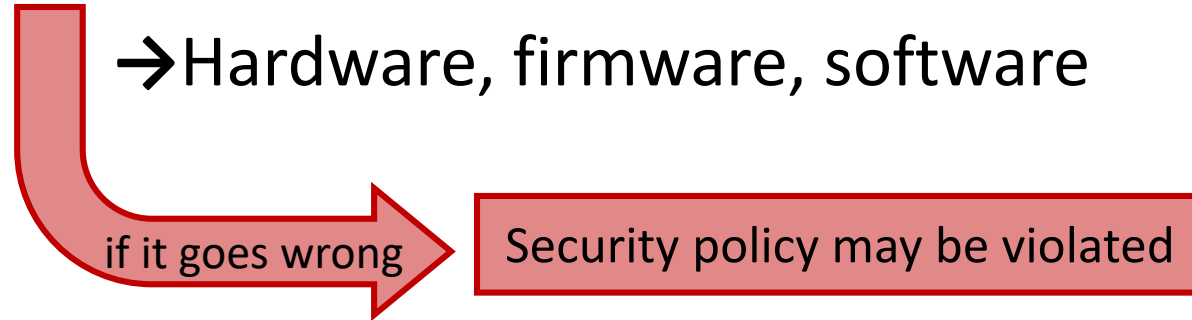 →Hardware, firmware, software
if it goes wrong
Security policy may be violated